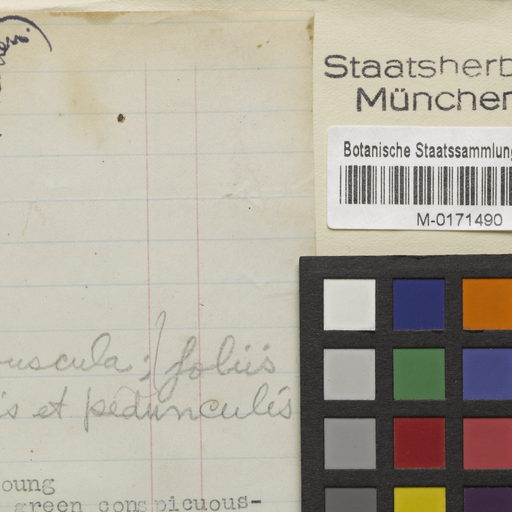 Staatsherb
München
Botanische Staatssammlung
M-0171490
uscula; foliis
is et pedunculis
oung
green conspicuous-